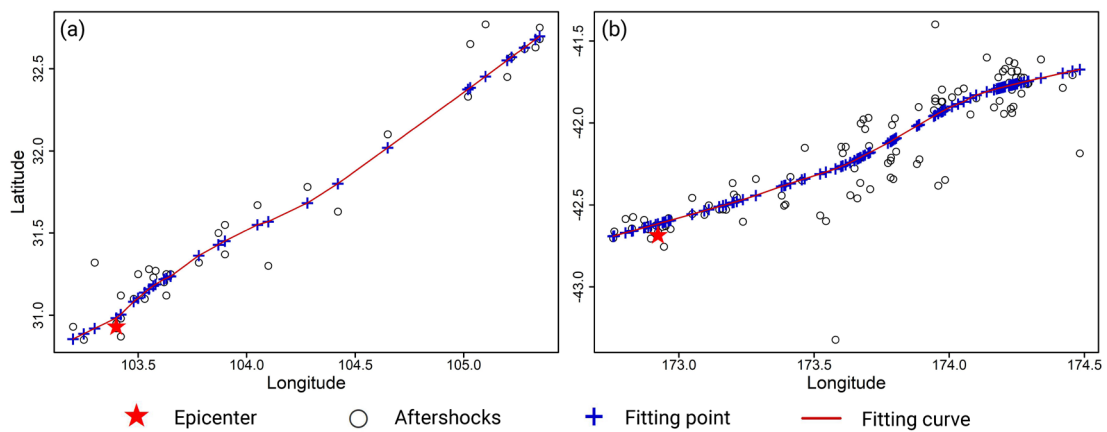 (a)
Latitude
32.5
32.0
31.5
31.0
103.5
104.0
104.5
105.0
Longitude
(b)
-41.5
-42.0
-42.5
-43.0
173.0
173.5
174.0
174.5
Longitude
Epicenter
Aftershocks
Fitting point
Fitting curve